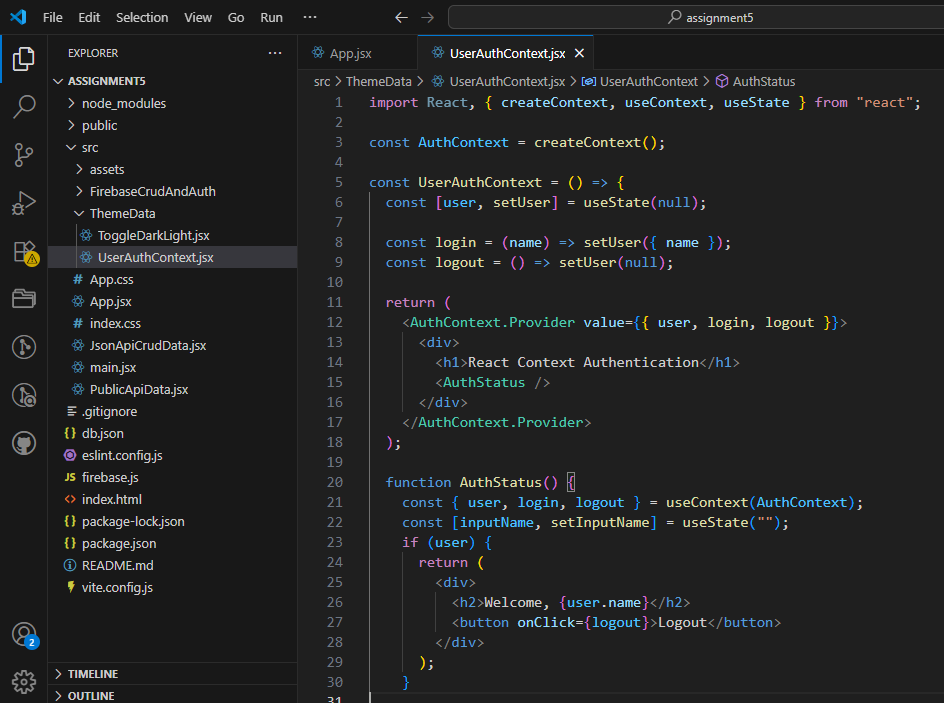 File Edit Selection View Go Run ··· ← → assignment5
EXPLORER ···
ASSIGNMENT5
node_modules
public
src
assets
FirebaseCrudAndAuth
ThemeData
ToggleDarkLight.jsx
UserAuthContext.jsx
# App.css
App.jsx
# index.css
JsonApiCrudData.jsx
main.jsx
PublicApiData.jsx
.gitignore
{} db.json
eslint.config.js
JS firebase.js
<> index.html
{} package-lock.json
{} package.json
README.md
vite.config.js
2
TIMELINE
OUTLINE
App.jsx UserAuthContext.jsx ×
src > ThemeData > UserAuthContext.jsx > UserAuthContext > AuthStatus
1 import React, { createContext, useContext, useState } from "react";
2
3 const AuthContext = createContext();
4
5 const UserAuthContext = () => {
6 const [user, setUser] = useState(null);
7
8 const login = (name) => setUser({ name });
9 const logout = () => setUser(null);
10
11 return (
12 <AuthContext.Provider value={{ user, login, logout }}>
13 <div>
14 <h1>React Context Authentication</h1>
15 <AuthStatus />
16 </div>
17 </AuthContext.Provider>
18 );
19
20 function AuthStatus() {
21 const { user, login, logout } = useContext(AuthContext);
22 const [inputName, setInputName] = useState("");
23 if (user) {
24 return (
25 <div>
26 <h2>Welcome, {user.name}</h2>
27 <button onClick={logout}>Logout</button>
28 </div>
29 );
30 }
31